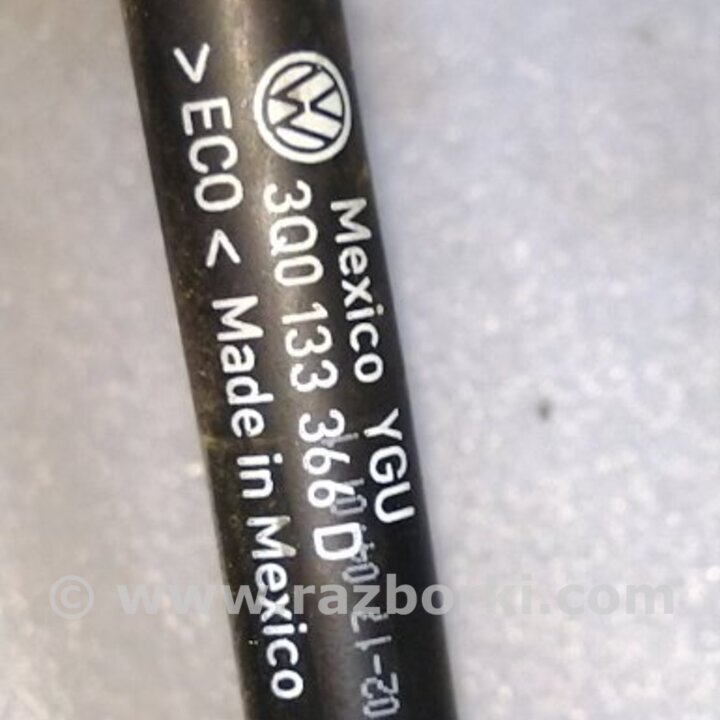 Mexico YGU
3Q0 133 366 D
>ECO< Made in Mexico
© www.razborki.com